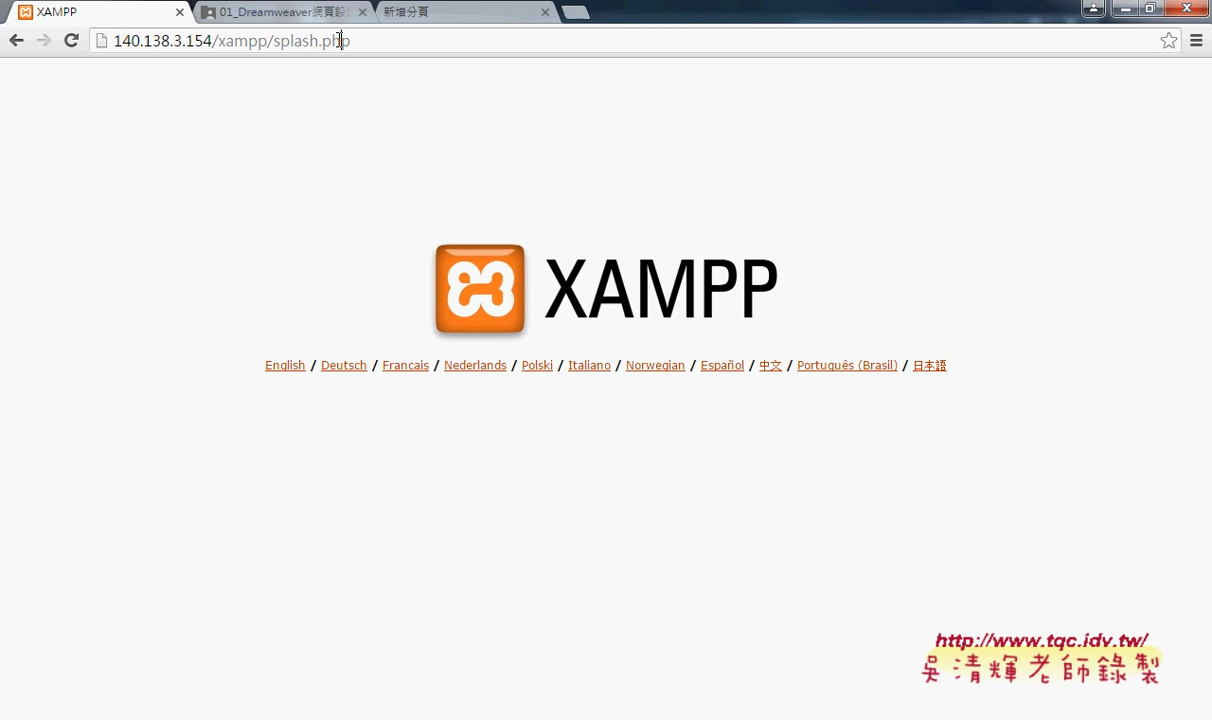 XAMPP
01_Dreamweaver網頁設
新增分頁
140.138.3.154/xampp/splash.php
XAMPP
English / Deutsch / Francais / Nederlands / Polski / Italiano / Norwegian / Español / 中文 / Português (Brasil) / 日本語
http://www.tqc.idv.tw/
吳清輝老師錄製